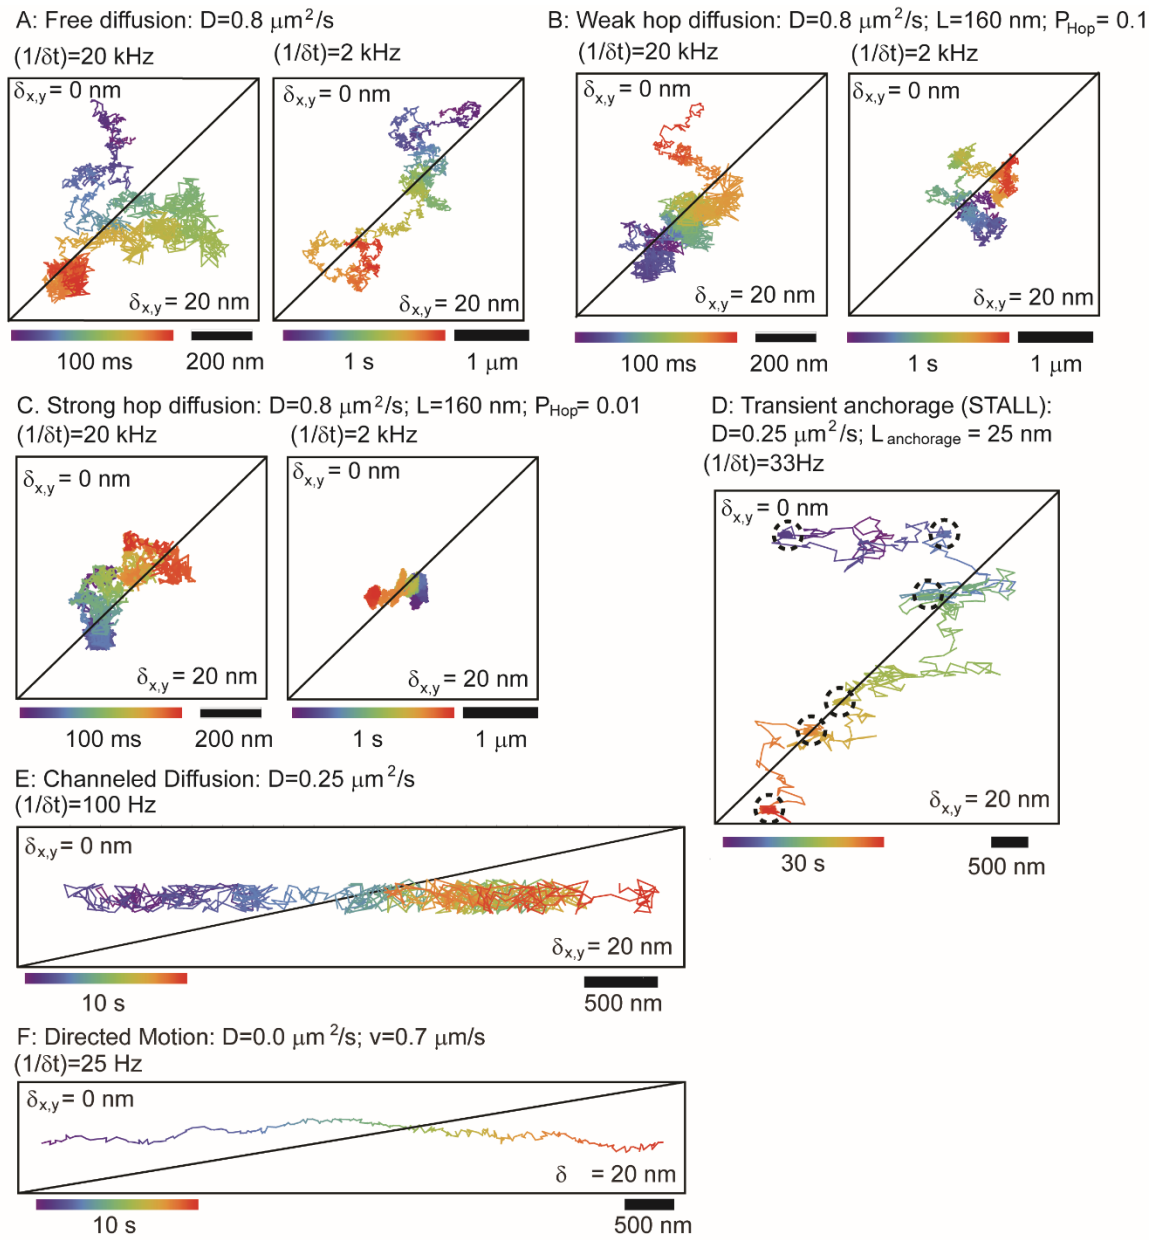 A: Free diffusion: D=0.8 μm²/s
(1/δt)=20 kHz
(1/δt)=2 kHz
δx,y = 0 nm
δx,y = 20 nm
δx,y = 0 nm
δx,y = 20 nm
100 ms
200 nm
1 s
1 μm
B: Weak hop diffusion: D=0.8 μm²/s; L=160 nm; PHop= 0.1
(1/δt)=20 kHz
(1/δt)=2 kHz
δx,y = 0 nm
δx,y = 20 nm
δx,y = 0 nm
δx,y = 20 nm
100 ms
200 nm
1 s
1 μm
C. Strong hop diffusion: D=0.8 μm²/s; L=160 nm; PHop= 0.01
(1/δt)=20 kHz
(1/δt)=2 kHz
δx,y = 0 nm
δx,y = 20 nm
δx,y = 0 nm
δx,y = 20 nm
100 ms
200 nm
1 s
1 μm
D: Transient anchorage (STALL):
D=0.25 μm²/s; Lanchorage = 25 nm
(1/δt)=33Hz
δx,y = 0 nm
δx,y = 20 nm
30 s
500 nm
E: Channeled Diffusion: D=0.25 μm²/s
(1/δt)=100 Hz
δx,y = 0 nm
δx,y = 20 nm
10 s
500 nm
F: Directed Motion: D=0.0 μm²/s; v=0.7 μm/s
(1/δt)=25 Hz
δx,y = 0 nm
δ = 20 nm
10 s
500 nm